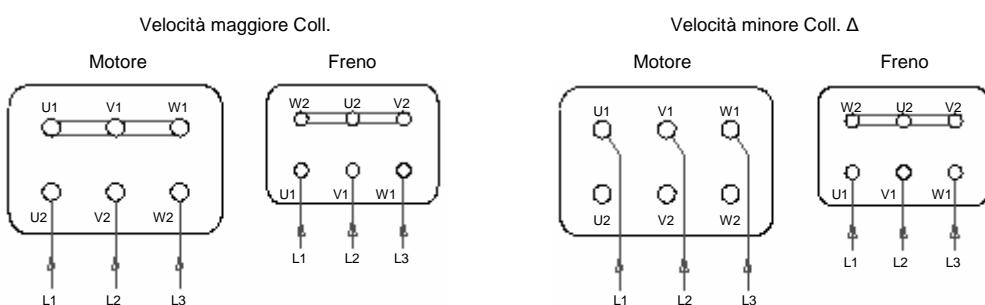 Velocità maggiore Coll.
Motore
Freno
U1 V1 W1
U2 V2 W2
L1 L2 L3
W2 U2 V2
U1 V1 W1
L1 L2 L3
Velocità minore Coll. Δ
Motore
Freno
U1 V1 W1
U2 V2 W2
L1 L2 L3
W2 U2 V2
U1 V1 W1
L1 L2 L3